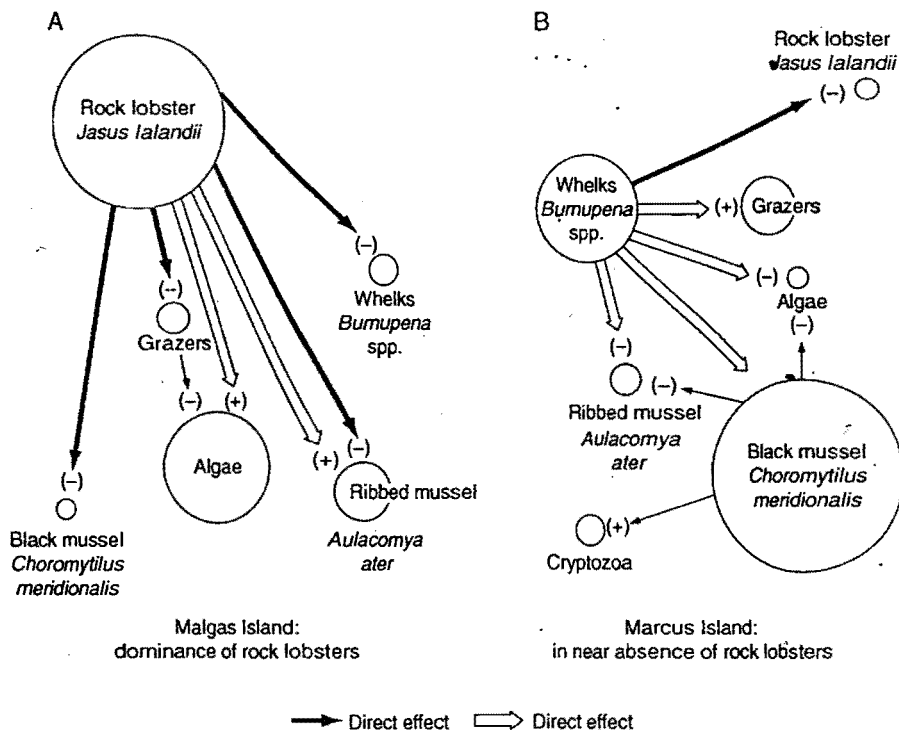 A
Rock lobster
Jasus lalandii
(–)
Whelks
Burnupena
spp.
(--)
Grazers
(–)
(+)
Algae
(+)
(–)
Ribbed mussel
Aulacomya
ater
(–)
Black mussel
Choromytilus
meridionalis
Malgas Island:
dominance of rock lobsters
B
Rock lobster
Jasus lalandii
(–)
Whelks
Burnupena
spp.
(+)
Grazers
(–)
Algae
(–)
(–)
(–)
Ribbed mussel
Aulacomya
ater
Black mussel
Choromytilus
meridionalis
(+)
Cryptozoa
Marcus Island:
in near absence of rock lobsters
Direct effect
Direct effect